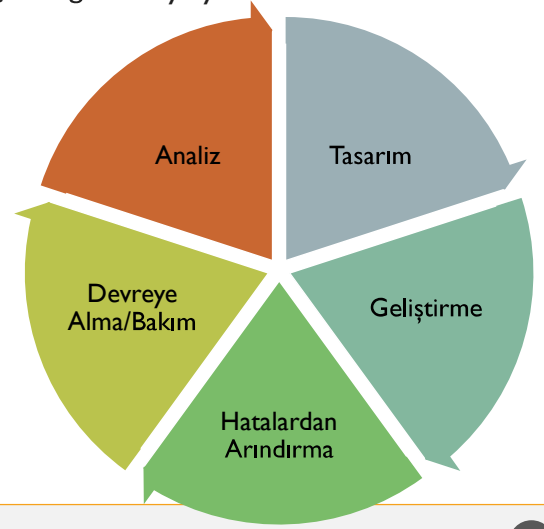 Analiz
Tasarım
Geliştirme
Hatalardan
Arındırma
Devreye
Alma/Bakım